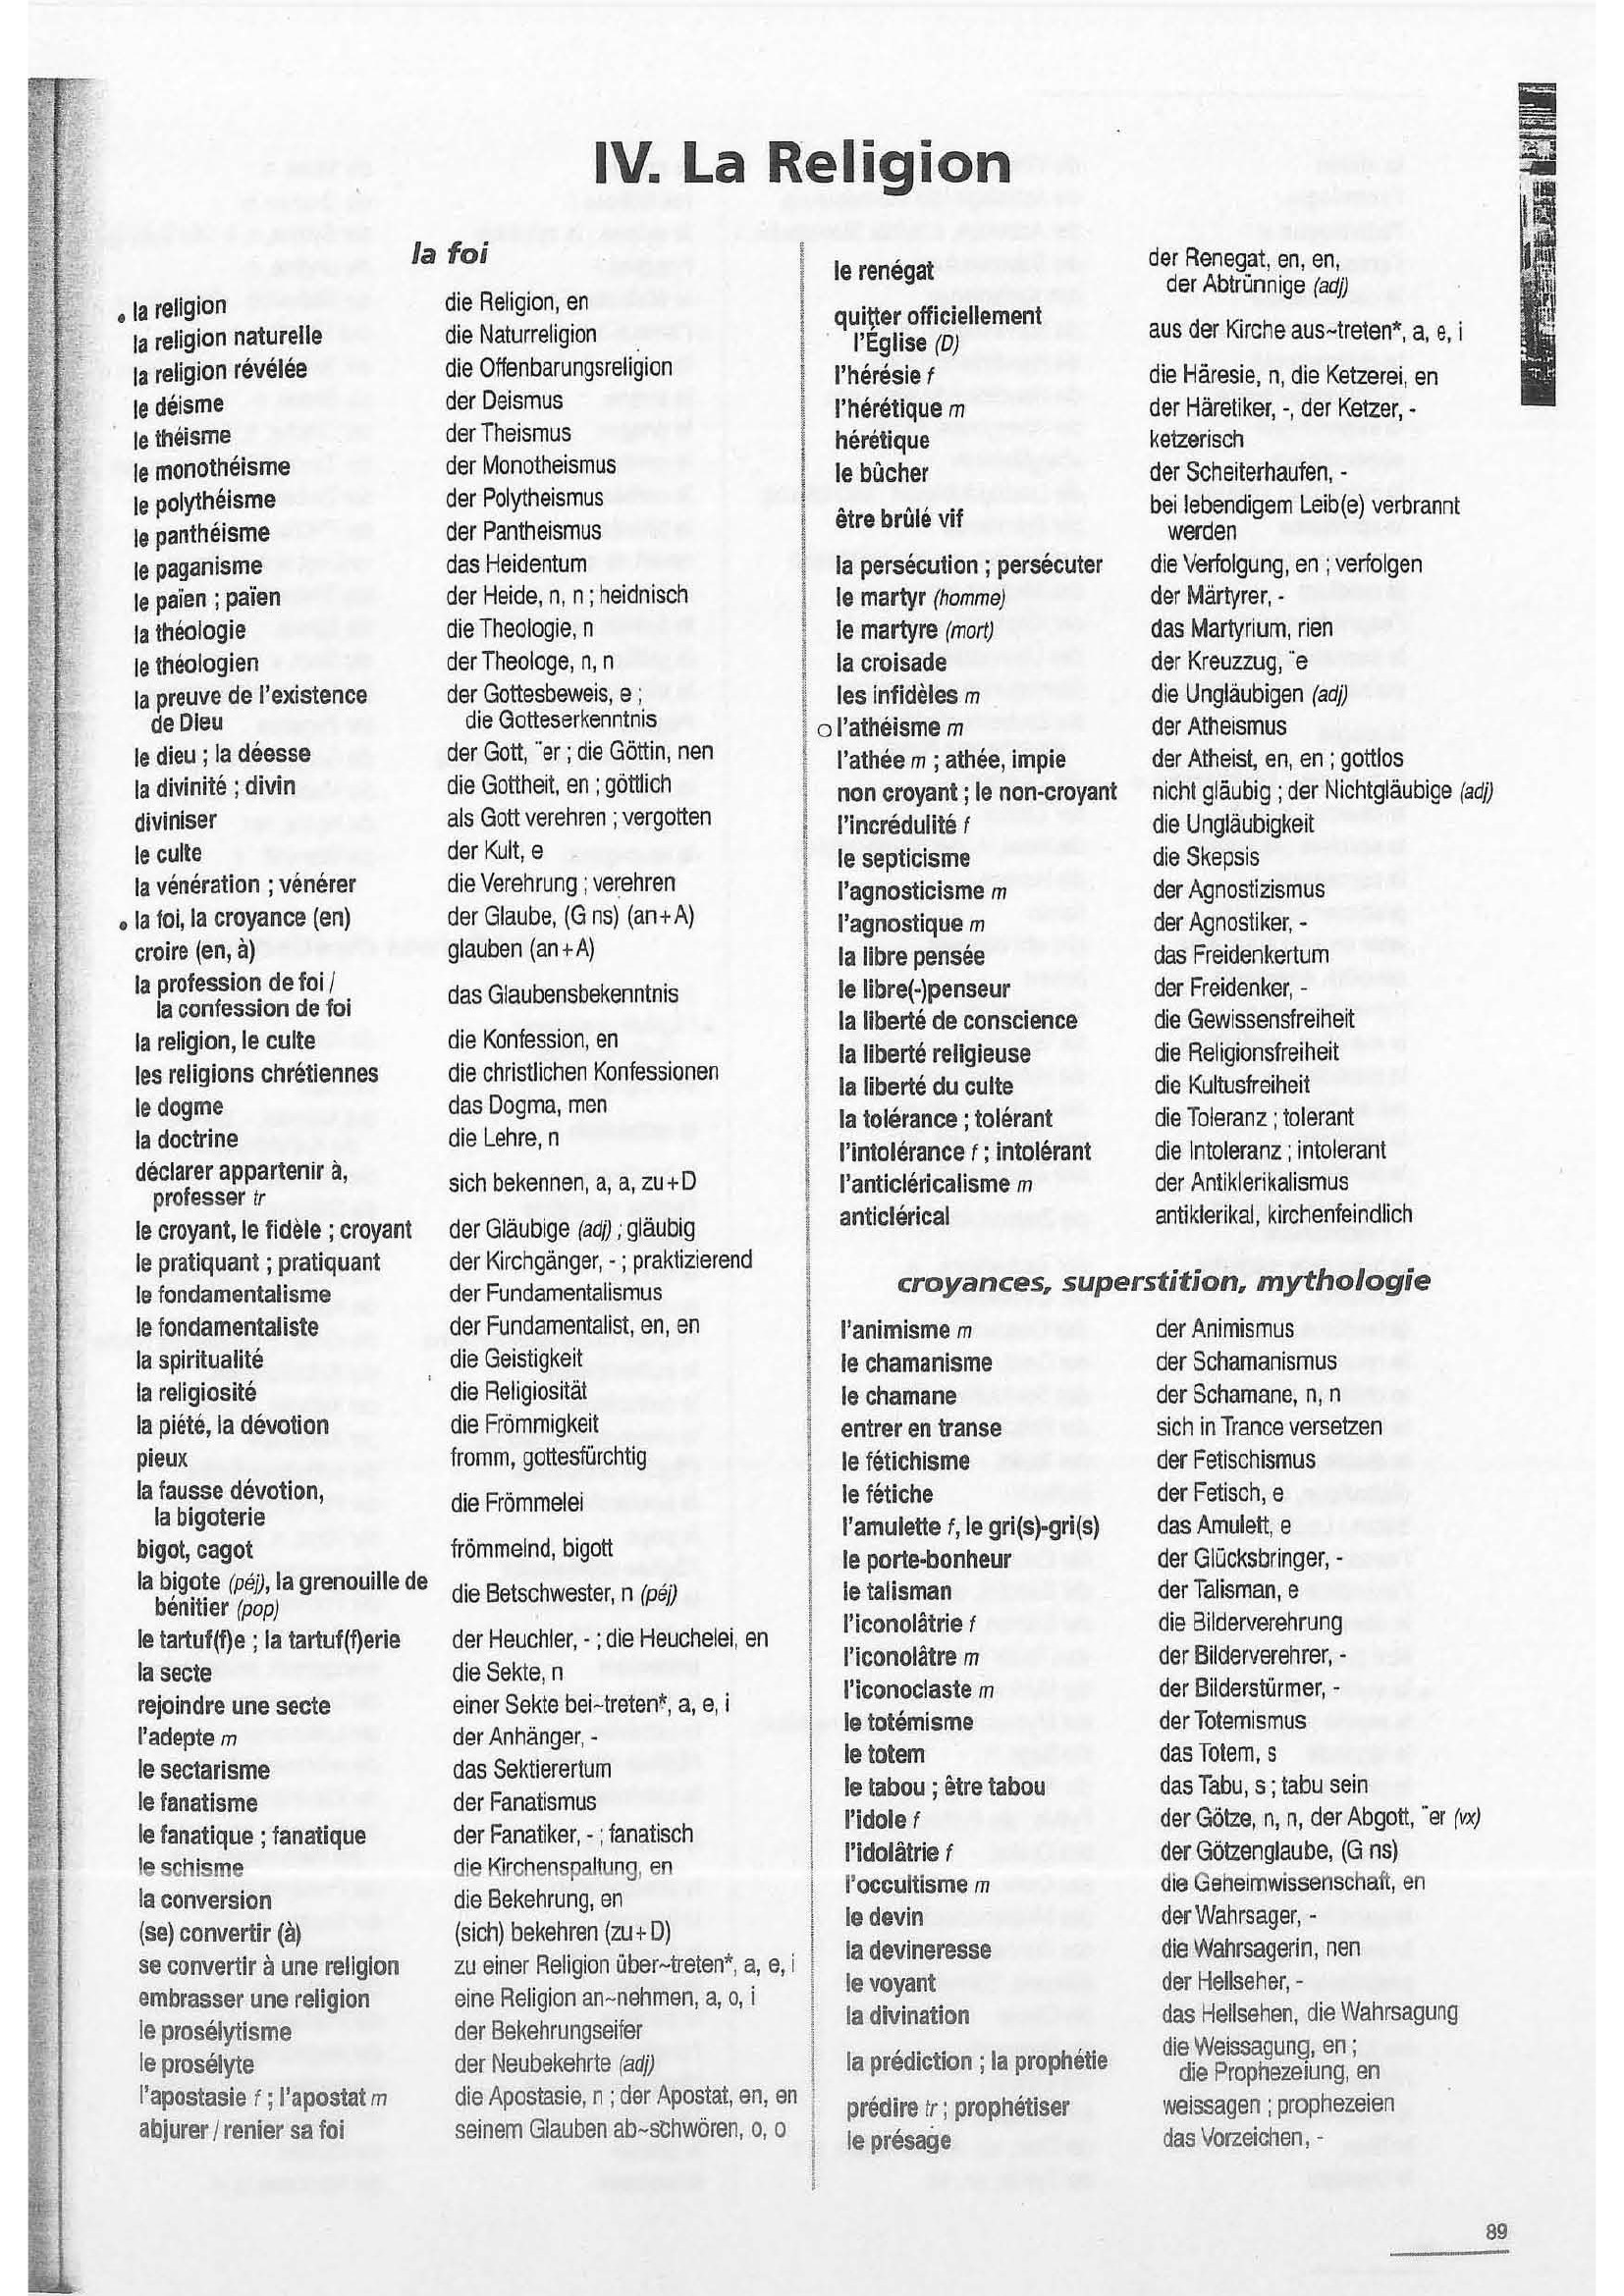 IV. La Religion
la foi
la religion die Religion, en
la religion naturelle die Naturreligion
la religion révélée die Offenbarungsreligion
le déisme der Deismus
le théisme der Theismus
le monothéisme der Monotheismus
le polythéisme der Polytheismus
le panthéisme der Pantheismus
le paganisme das Heidentum
le païen ; païen der Heide, n, n ; heidnisch
la théologie die Theologie, n
le théologien der Theologe, n, n
la preuve de l'existence der Gottesbeweis, e ;
de Dieu die Gotteserkenntnis
le dieu ; la déesse der Gott, ¨er ; die Göttin, nen
la divinité ; divin die Gottheit, en ; göttlich
diviniser als Gott verehren ; vergotten
le culte der Kult, e
la vénération ; vénérer die Verehrung ; verehren
la foi, la croyance (en) der Glaube, (G ns) (an+A)
croire (en, à) glauben (an+A)
la profession de foi /
la confession de foi das Glaubensbekenntnis
la religion, le culte die Konfession, en
les religions chrétiennes die christlichen Konfessionen
le dogme das Dogma, men
la doctrine die Lehre, n
déclarer appartenir à,
professer tr sich bekennen, a, a, zu+D
le croyant, le fidèle ; croyant der Gläubige (adj) ; gläubig
le pratiquant ; pratiquant der Kirchgänger, - ; praktizierend
le fondamentalisme der Fundamentalismus
le fondamentaliste der Fundamentalist, en, en
la spiritualité die Geistigkeit
la religiosité die Religiosität
la piété, la dévotion die Frömmigkeit
pieux fromm, gottesfürchtig
la fausse dévotion,
la bigoterie die Frömmelei
bigot, cagot frömmelnd, bigott
la bigote (péj), la grenouille de
bénitier (pop) die Betschwester, n (péj)
le tartuf(f)e ; la tartuf(f)erie der Heuchler, - ; die Heuchelei, en
la secte die Sekte, n
rejoindre une secte einer Sekte bei~treten*, a, e, i
l'adepte m der Anhänger, -
le sectarisme das Sektierertum
le fanatisme der Fanatismus
le fanatique ; fanatique der Fanatiker, - ; fanatisch
le schisme die Kirchenspaltung, en
la conversion die Bekehrung, en
(se) convertir (à) (sich) bekehren (zu+D)
se convertir à une religion zu einer Religion über~treten*, a, e, i
embrasser une religion eine Religion an~nehmen, a, o, i
le prosélytisme der Bekehrungseifer
le prosélyte der Neubekehrte (adj)
l'apostasie f ; l'apostat m die Apostasie, n ; der Apostat, en, en
abjurer / renier sa foi seinem Glauben ab~schwören, o, o
le renégat der Renegat, en, en,
der Abtrünnige (adj)
quitter officiellement
l'Église (D) aus der Kirche aus~treten*, a, e, i
l'hérésie f die Häresie, n, die Ketzerei, en
l'hérétique m der Häretiker, -, der Ketzer, -
hérétique ketzerisch
le bûcher der Scheiterhaufen, -
être brûlé vif bei lebendigem Leib(e) verbrannt
werden
la persécution ; persécuter die Verfolgung, en ; verfolgen
le martyr (homme) der Märtyrer, -
le martyre (mort) das Martyrium, rien
la croisade der Kreuzzug, ¨e
les infidèles m die Ungläubigen (adj)
l'athéisme m der Atheismus
l'athée m ; athée, impie der Atheist, en, en ; gottlos
non croyant ; le non-croyant nicht gläubig ; der Nichtgläubige (adj)
l'incrédulité f die Ungläubigkeit
le septicisme die Skepsis
l'agnosticisme m der Agnostizismus
l'agnostique m der Agnostiker, -
la libre pensée das Freidenkertum
le libre(-)penseur der Freidenker, -
la liberté de conscience die Gewissensfreiheit
la liberté religieuse die Religionsfreiheit
la liberté du culte die Kultusfreiheit
la tolérance ; tolérant die Toleranz ; tolerant
l'intolérance f ; intolérant die Intoleranz ; intolerant
l'anticléricalisme m der Antiklerikalismus
anticlérical antiklerikal, kirchenfeindlich
croyances, superstition, mythologie
l'animisme m der Animismus
le chamanisme der Schamanismus
le chamane der Schamane, n, n
entrer en transe sich in Trance versetzen
le fétichisme der Fetischismus
le fétiche der Fetisch, e
l'amulette f, le gri(s)-gri(s) das Amulett, e
le porte-bonheur der Glücksbringer, -
le talisman der Talisman, e
l'iconolâtrie f die Bilderverehrung
l'iconolâtre m der Bilderverehrer, -
l'iconoclaste m der Bilderstürmer, -
le totémisme der Totemismus
le totem das Totem, s
le tabou ; être tabou das Tabu, s ; tabu sein
l'idole f der Götze, n, n, der Abgott, ¨er (vx)
l'idolâtrie f der Götzenglaube, (G ns)
l'occultisme m die Geheimwissenschaft, en
le devin der Wahrsager, -
la devineresse die Wahrsagerin, nen
le voyant der Hellseher, -
la divination das Hellsehen, die Wahrsagung
la prédiction ; la prophétie die Weissagung, en ;
die Prophezeiung, en
prédire tr ; prophétiser weissagen ; prophezeien
le présage das Vorzeichen, -
89